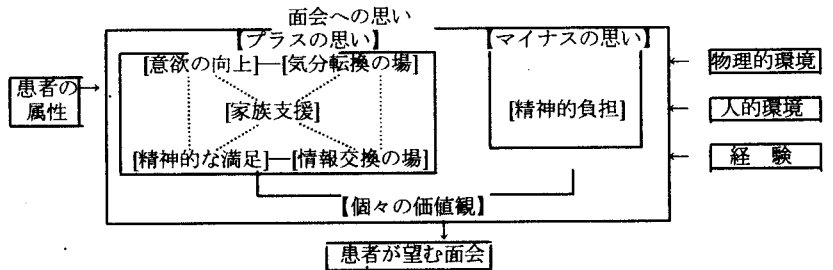 面会への思い
【プラスの思い】 【マイナスの思い】
[意欲の向上]—[気分転換の場]
物理的環境
患者の
属性
[家族支援]
[精神的負担]
人的環境
[精神的な満足]—[情報交換の場]
経 験
【個々の価値観】
患者が望む面会